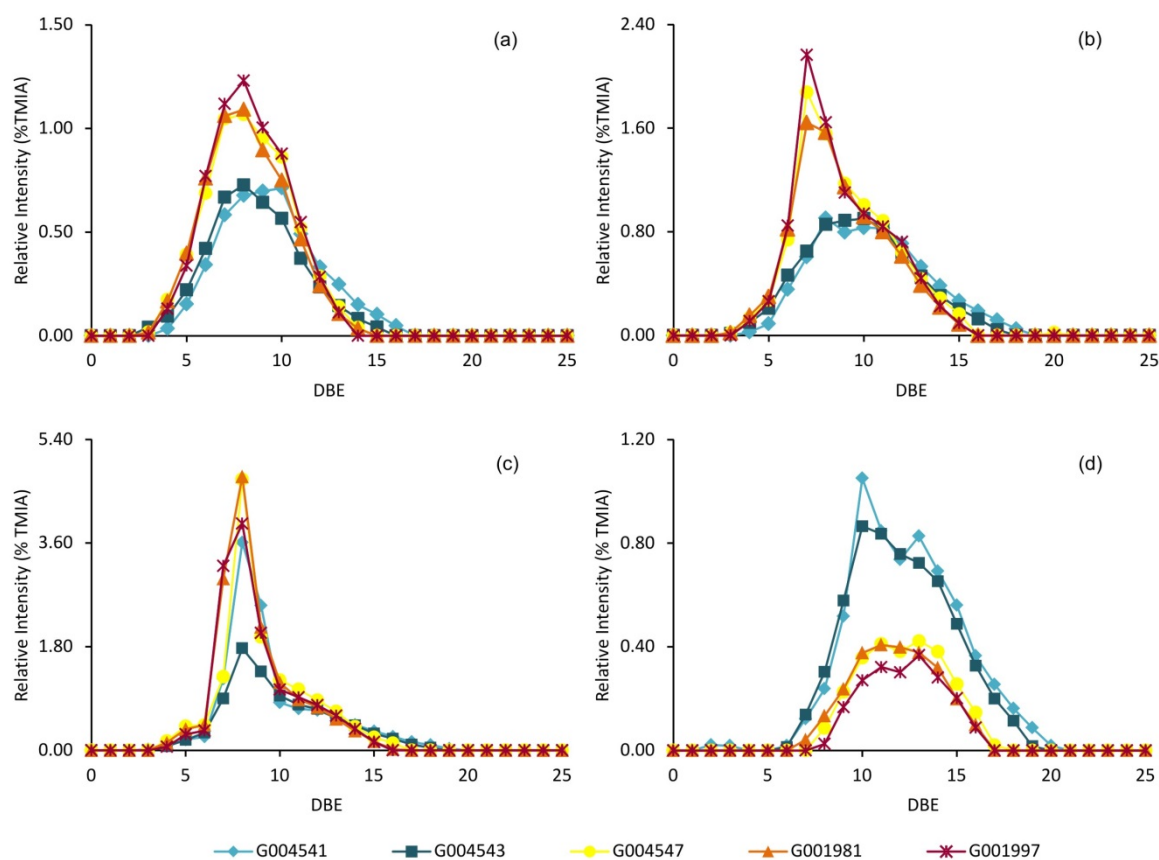 (a)
Relative Intensity (%TMIA)
1.50
1.00
0.50
0.00
0 5 10 15 20 25
DBE
(b)
Relative Intensity (%TMIA)
2.40
1.60
0.80
0.00
0 5 10 15 20 25
DBE
(c)
Relative Intensity (% TMIA)
5.40
3.60
1.80
0.00
0 5 10 15 20 25
DBE
(d)
Relative Intensity (% TMIA)
1.20
0.80
0.40
0.00
0 5 10 15 20 25
DBE
G004541 G004543 G004547 G001981 G001997